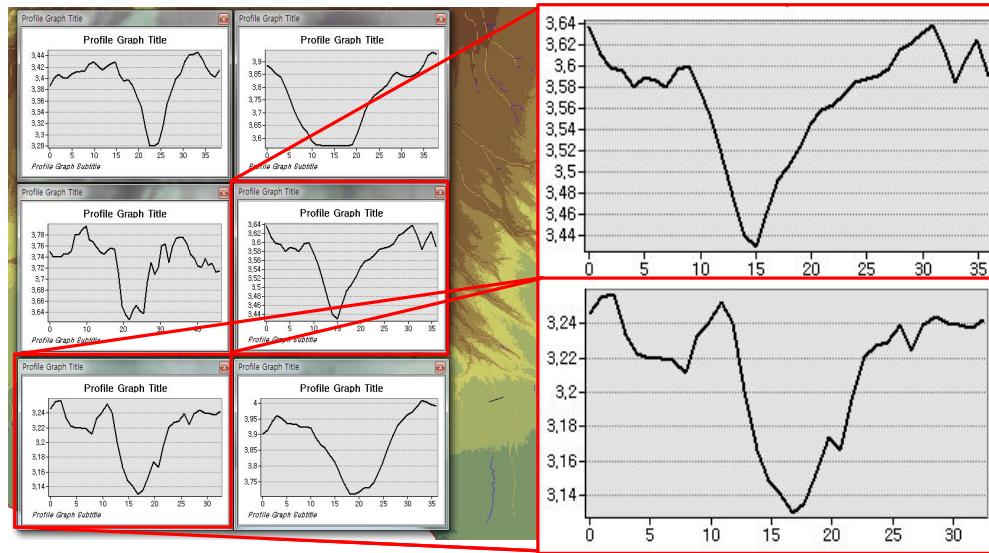 Profile Graph Title
Profile Graph Title
3,44
3,42
3,4
3,38
3,36
3,34
3,32
3,3
3,28
0 5 10 15 20 25 30 35
Profile Graph Subtitle
Profile Graph Title
Profile Graph Title
3,9
3,85
3,8
3,75
3,7
3,65
3,6
0 5 10 15 20 25 30 35
Profile Graph Subtitle
Profile Graph Title
Profile Graph Title
3,78
3,76
3,74
3,72
3,7
3,68
3,66
3,64
0 10 20 30 40
Profile Graph Subtitle
Profile Graph Title
Profile Graph Title
3,64
3,62
3,6
3,58
3,56
3,54
3,52
3,5
3,48
3,46
3,44
0 5 10 15 20 25 30 35
Profile Graph Subtitle
Profile Graph Title
Profile Graph Title
3,24
3,22
3,2
3,18
3,16
3,14
0 5 10 15 20 25 30
Profile Graph Subtitle
Profile Graph Title
Profile Graph Title
4
3,95
3,9
3,85
3,8
3,75
0 5 10 15 20 25 30 35
Profile Graph Subtitle
3,64
3,62
3,6
3,58
3,56
3,54
3,52
3,5
3,48
3,46
3,44
0 5 10 15 20 25 30 35
3,24
3,22
3,2
3,18
3,16
3,14
0 5 10 15 20 25 30